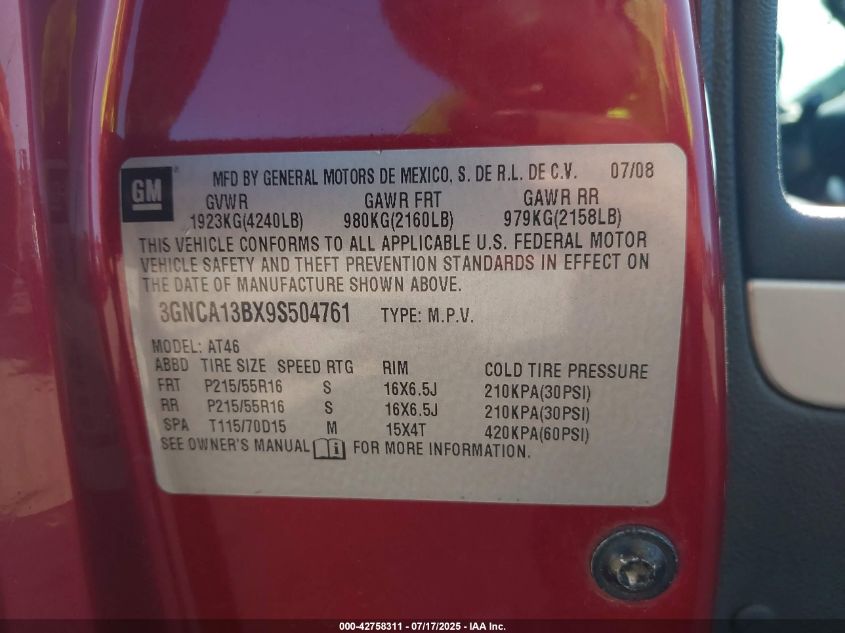 GM
MFD BY GENERAL MOTORS DE MEXICO, S. DE R.L. DE C.V. 07/08
GVWR GAWR FRT GAWR RR
1923KG(4240LB) 980KG(2160LB) 979KG(2158LB)
THIS VEHICLE CONFORMS TO ALL APPLICABLE U.S. FEDERAL MOTOR
VEHICLE SAFETY AND THEFT PREVENTION STANDARDS IN EFFECT ON
THE DATE OF MANUFACTURE SHOWN ABOVE.
3GNCA13BX9S504761 TYPE: M.P.V.
MODEL: AT46
ABBD TIRE SIZE SPEED RTG RIM COLD TIRE PRESSURE
FRT P215/55R16 S 16X6.5J 210KPA(30PSI)
RR P215/55R16 S 16X6.5J 210KPA(30PSI)
SPA T115/70D15 M 15X4T 420KPA(60PSI)
SEE OWNER'S MANUAL i FOR MORE INFORMATION.
000-42758311 - 07/17/2025 - IAA Inc.